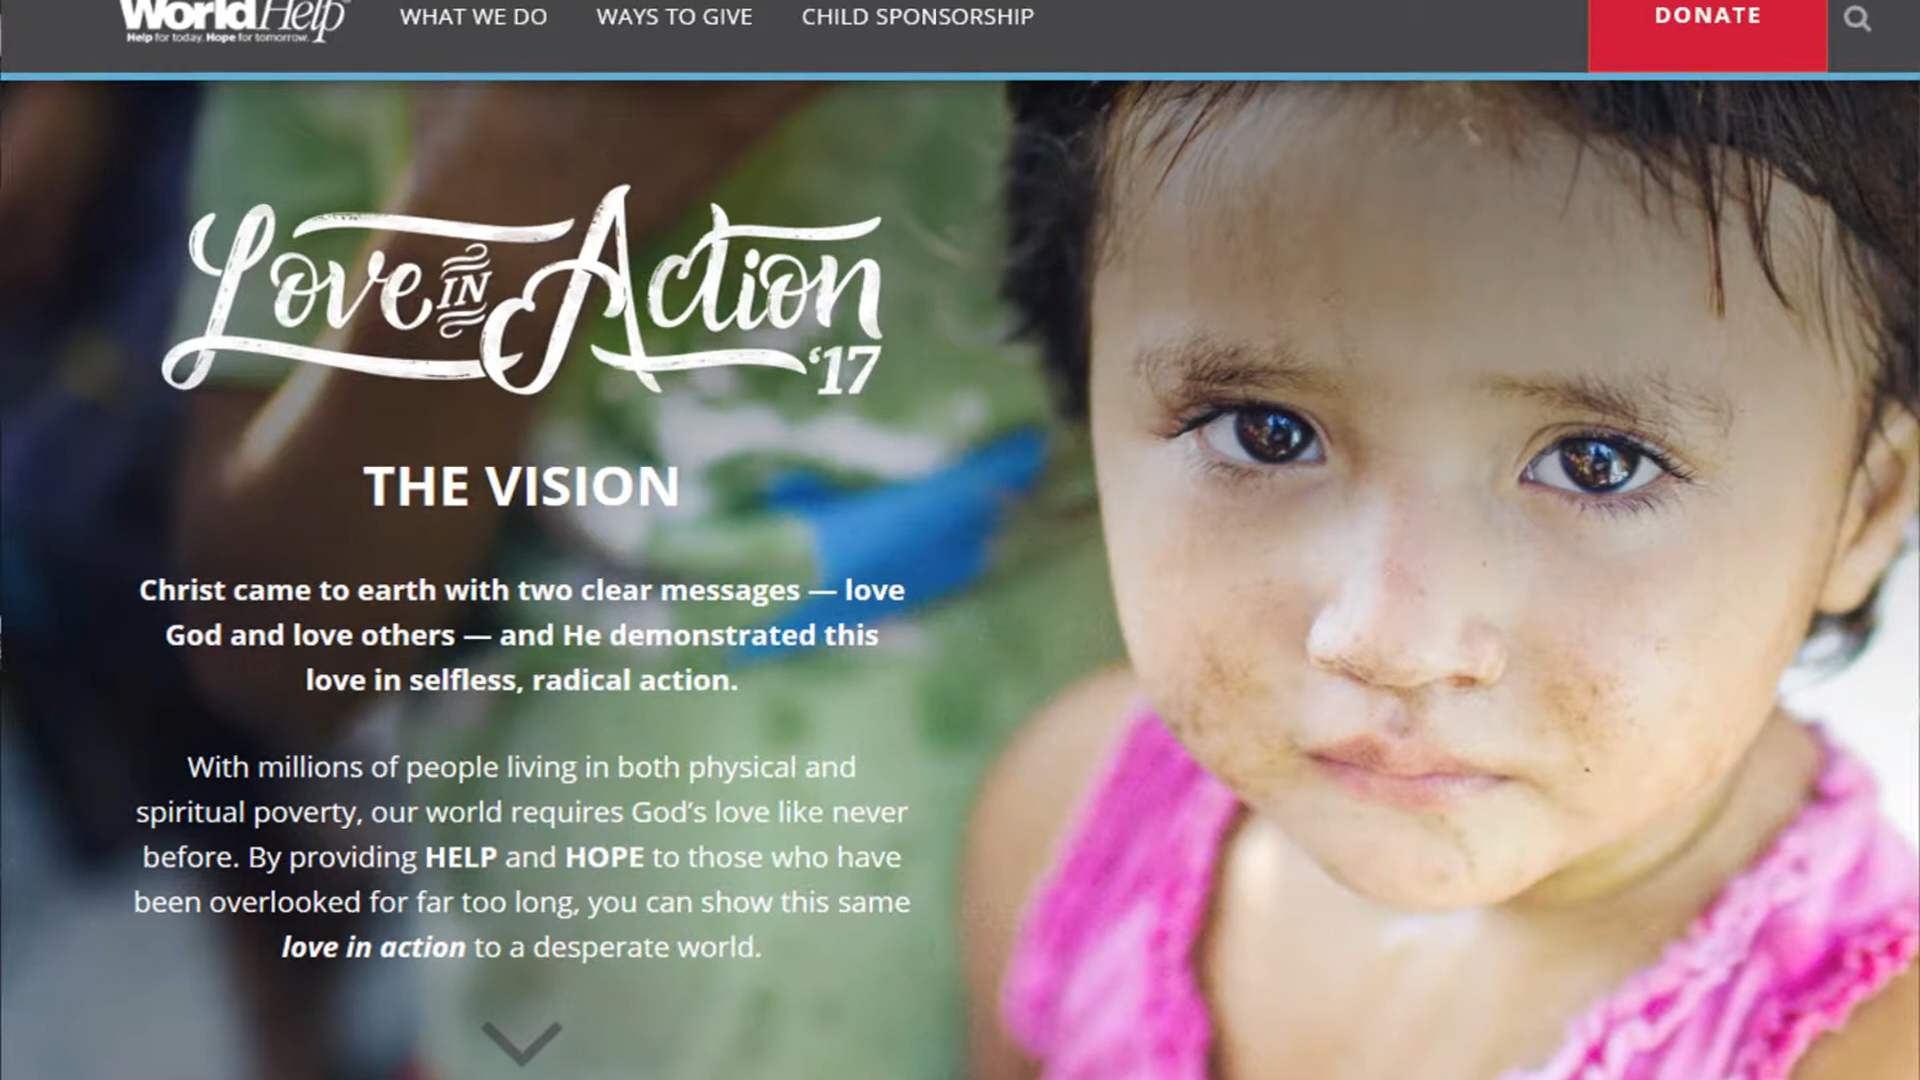 WorldHelp
Help for today. Hope for tomorrow.
WHAT WE DO
WAYS TO GIVE
CHILD SPONSORSHIP
DONATE
Love IN Action
‘17
THE VISION
Christ came to earth with two clear messages — love
God and love others — and He demonstrated this
love in selfless, radical action.
With millions of people living in both physical and
spiritual poverty, our world requires God’s love like never
before. By providing HELP and HOPE to those who have
been overlooked for far too long, you can show this same
love in action to a desperate world.